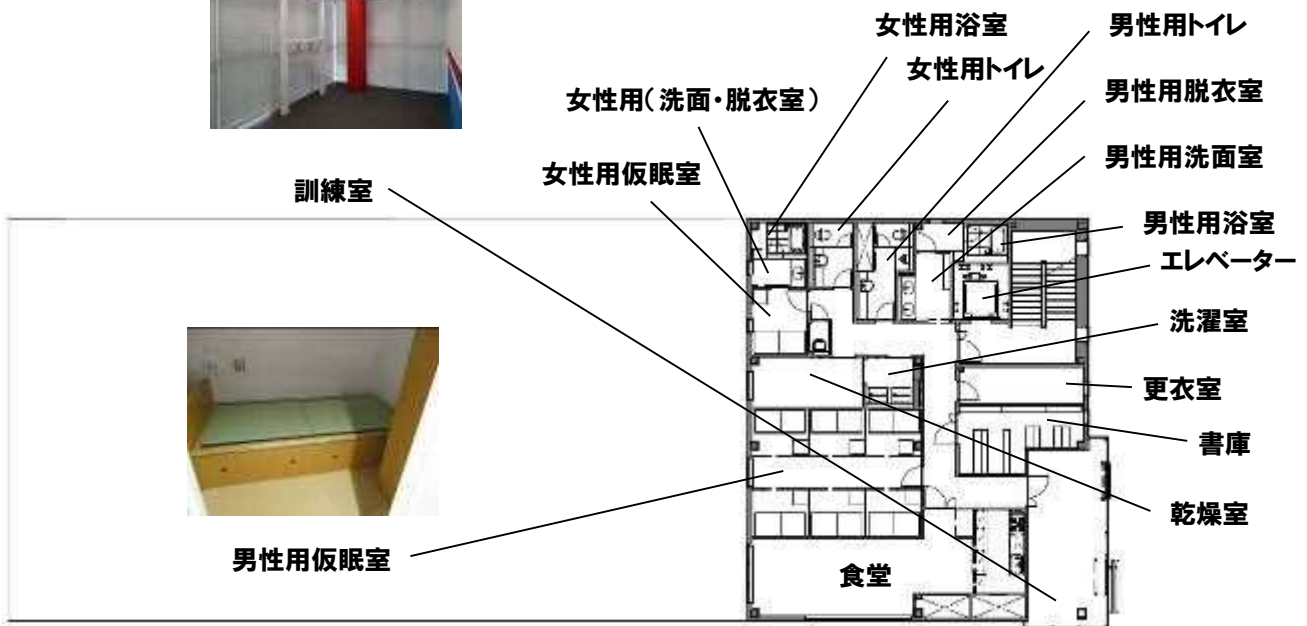 女性用浴室
男性用トイレ
女性用トイレ
女性用(洗面・脱衣室)
男性用脱衣室
男性用洗面室
女性用仮眠室
訓練室
男性用浴室
エレベーター
洗濯室
更衣室
書庫
乾燥室
男性用仮眠室
食堂